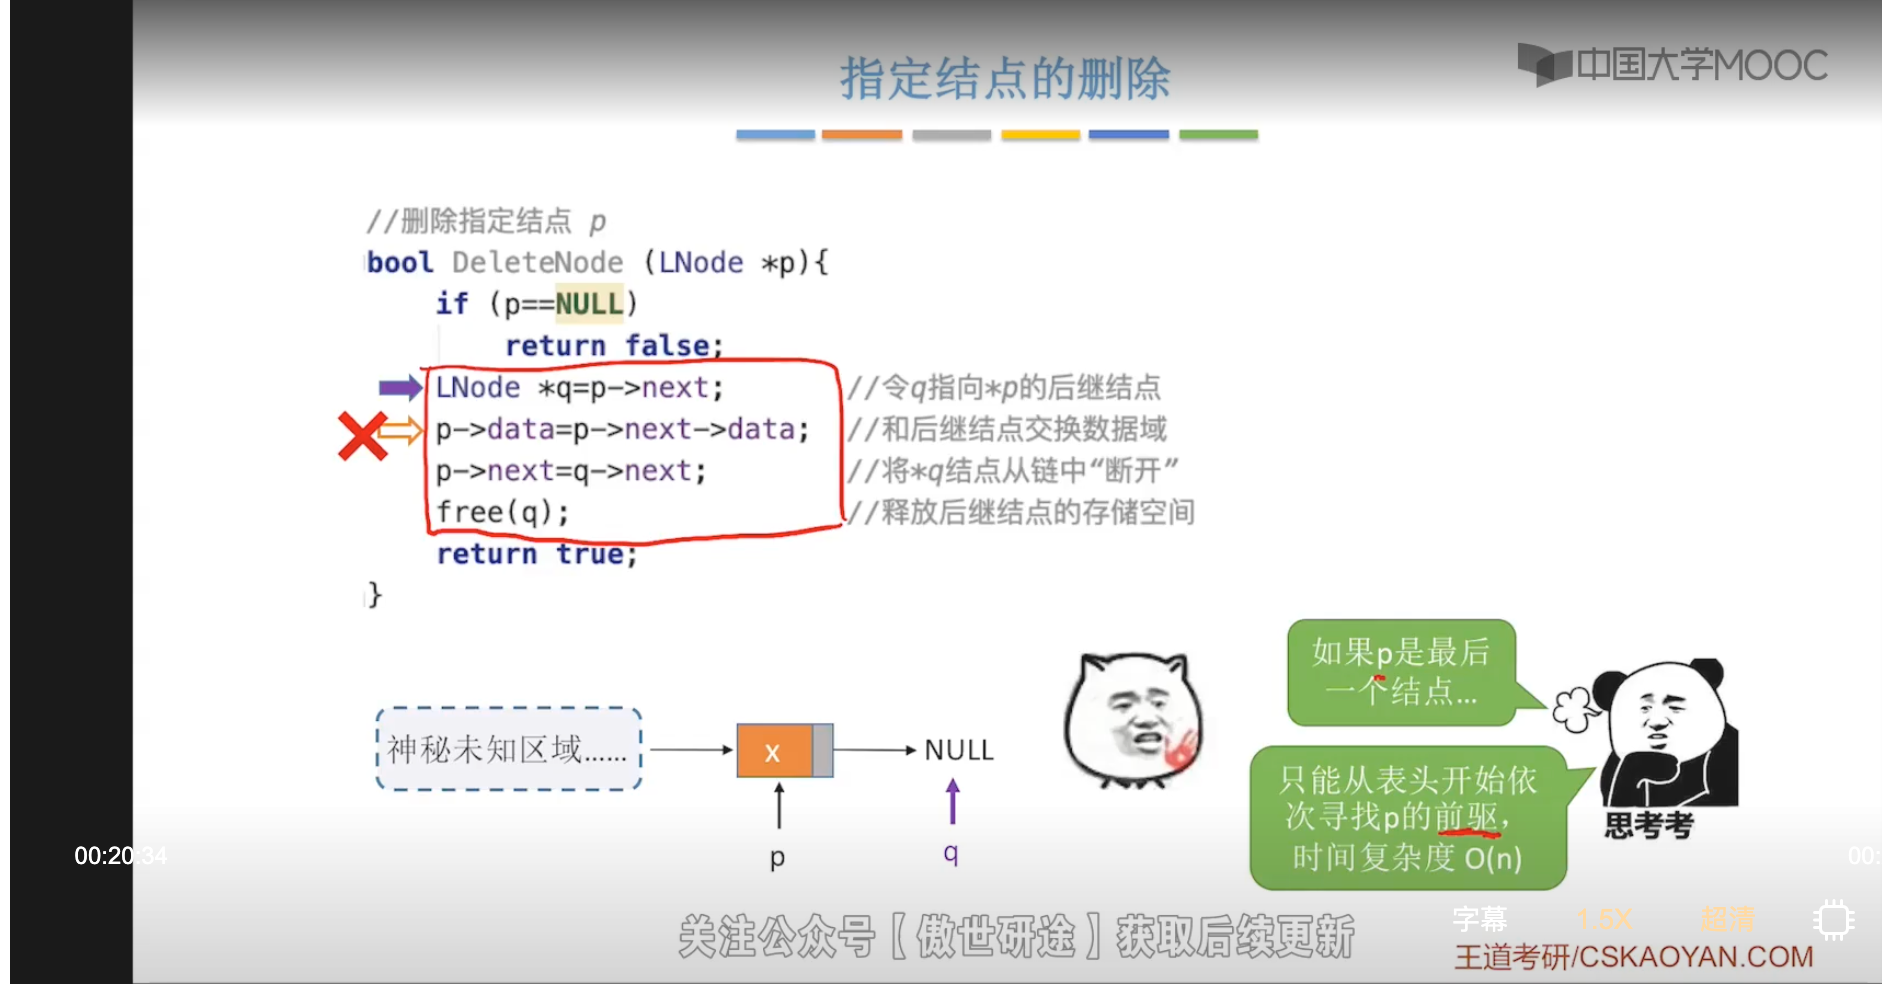 中国大学MOOC
指定结点的删除
//删除指定结点 p
bool DeleteNode (LNode *p){
if (p==NULL)
return false;
LNode *q=p->next; //令q指向*p的后继结点
p->data=p->next->data; //和后继结点交换数据域
p->next=q->next; //将*q结点从链中“断开”
free(q); //释放后继结点的存储空间
return true;
}
如果p是最后
一个结点...
神秘未知区域......
x
NULL
只能从表头开始依
次寻找p的前驱，
时间复杂度 O(n)
思考考
p
q
00:20:34
00:
关注公众号【傲世研途】获取后续更新
字幕
1.5X
超清
王道考研/CSKAOYAN.COM